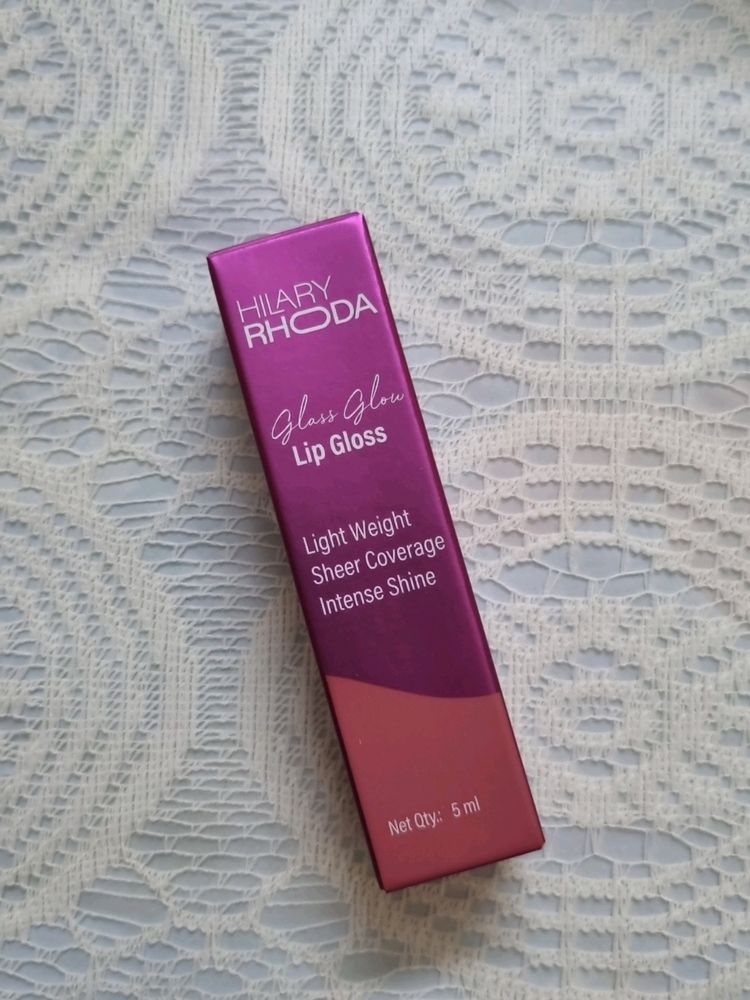 HILARY
RHODA
Glass Glow
Lip Gloss
Light Weight
Sheer Coverage
Intense Shine
Net Qty.: 5 ml